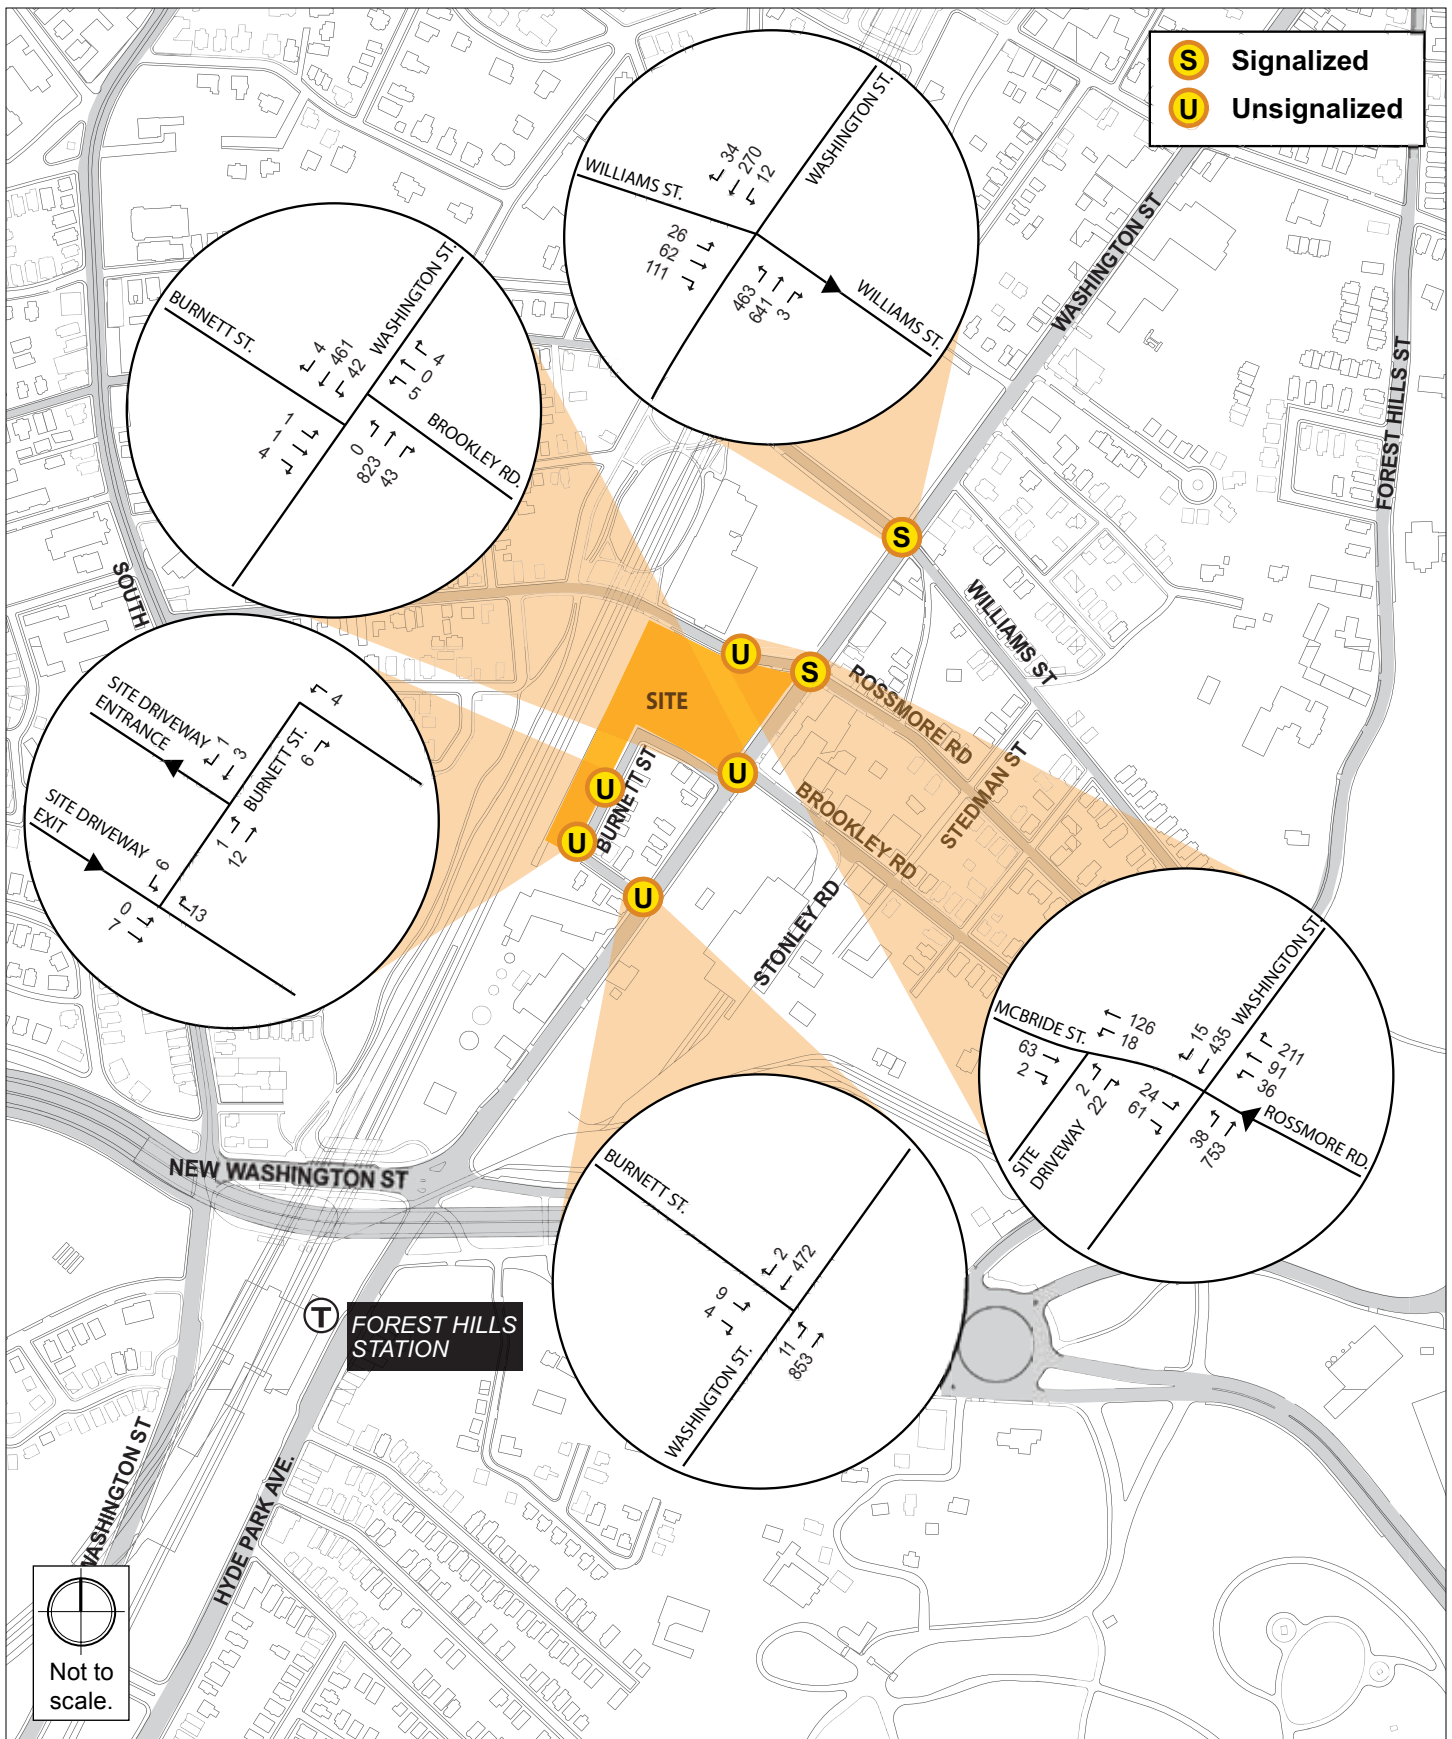 S Signalized
U Unsignalized
WASHINGTON ST.
WILLIAMS ST.
34
270
12
26
62
111
463
641
3
WILLIAMS ST.
WASHINGTON ST.
BURNETT ST.
4
461
42
4
0
5
1
1
4
0
823
43
BROOKLEY RD.
WASHINGTON ST
FOREST HILLS ST
S
WILLIAMS ST
SOUTH
U
S
SITE
ROSSMORE RD
STEDMAN ST
U
BROOKLEY RD
U
BURNETT ST
U
U
STONLEY RD
SITE DRIVEWAY
ENTRANCE
1
3
4
6
BURNETT ST.
SITE DRIVEWAY
EXIT
1
12
6
0
7
13
WASHINGTON ST.
MCBRIDE ST.
126
18
15
435
211
91
36
63
2
2
22
24
61
38
753
SITE
DRIVEWAY
ROSSMORE RD.
NEW WASHINGTON ST
BURNETT ST.
2
472
9
4
11
853
WASHINGTON ST.
T
FOREST HILLS
STATION
WASHINGTON ST
HYDE PARK AVE.
Not to
scale.